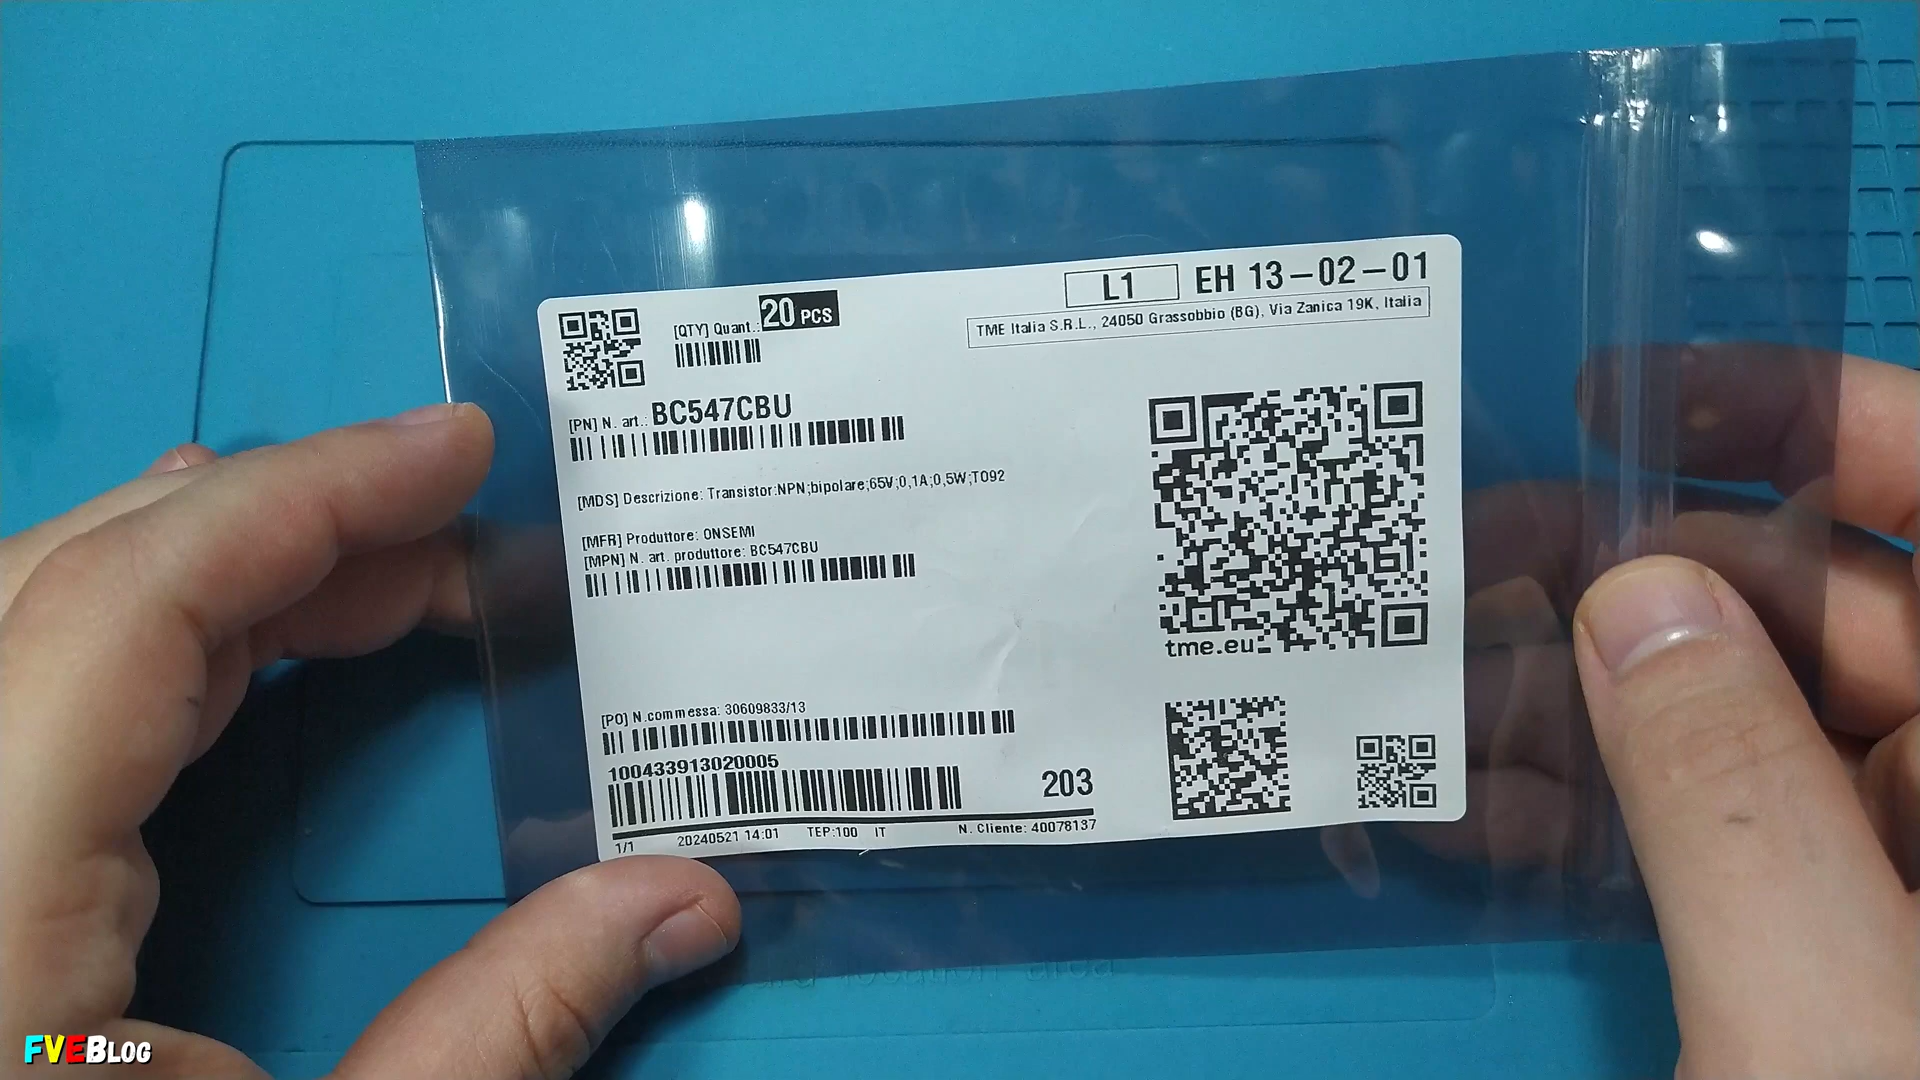 L1 EH 13-02-01
TME Italia S.R.L., 24050 Grassobbio (BG), Via Zanica 19K, Italia
[QTY] Quant.: 20 PCS
[PN] N. art.: BC547CBU
[MDS] Descrizione: Transistor:NPN;bipolare;65V;0,1A;0,5W;TO92
[MFR] Produttore: ONSEMI
[MPN] N. art. produttore: BC547CBU
tme.eu
[PO] N.commessa: 30609833/13
100433913020005
203
1/1 20240521 14:01 TEP:100 IT N. Cliente: 40078137
location area
FVEBLOG